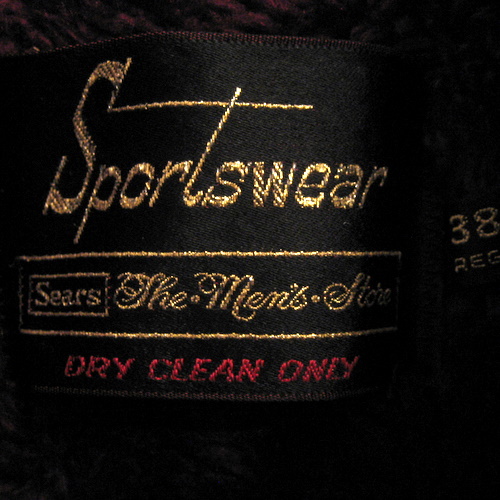 Sportswear
Sears The • Men's • Store
DRY CLEAN ONLY
38
REG